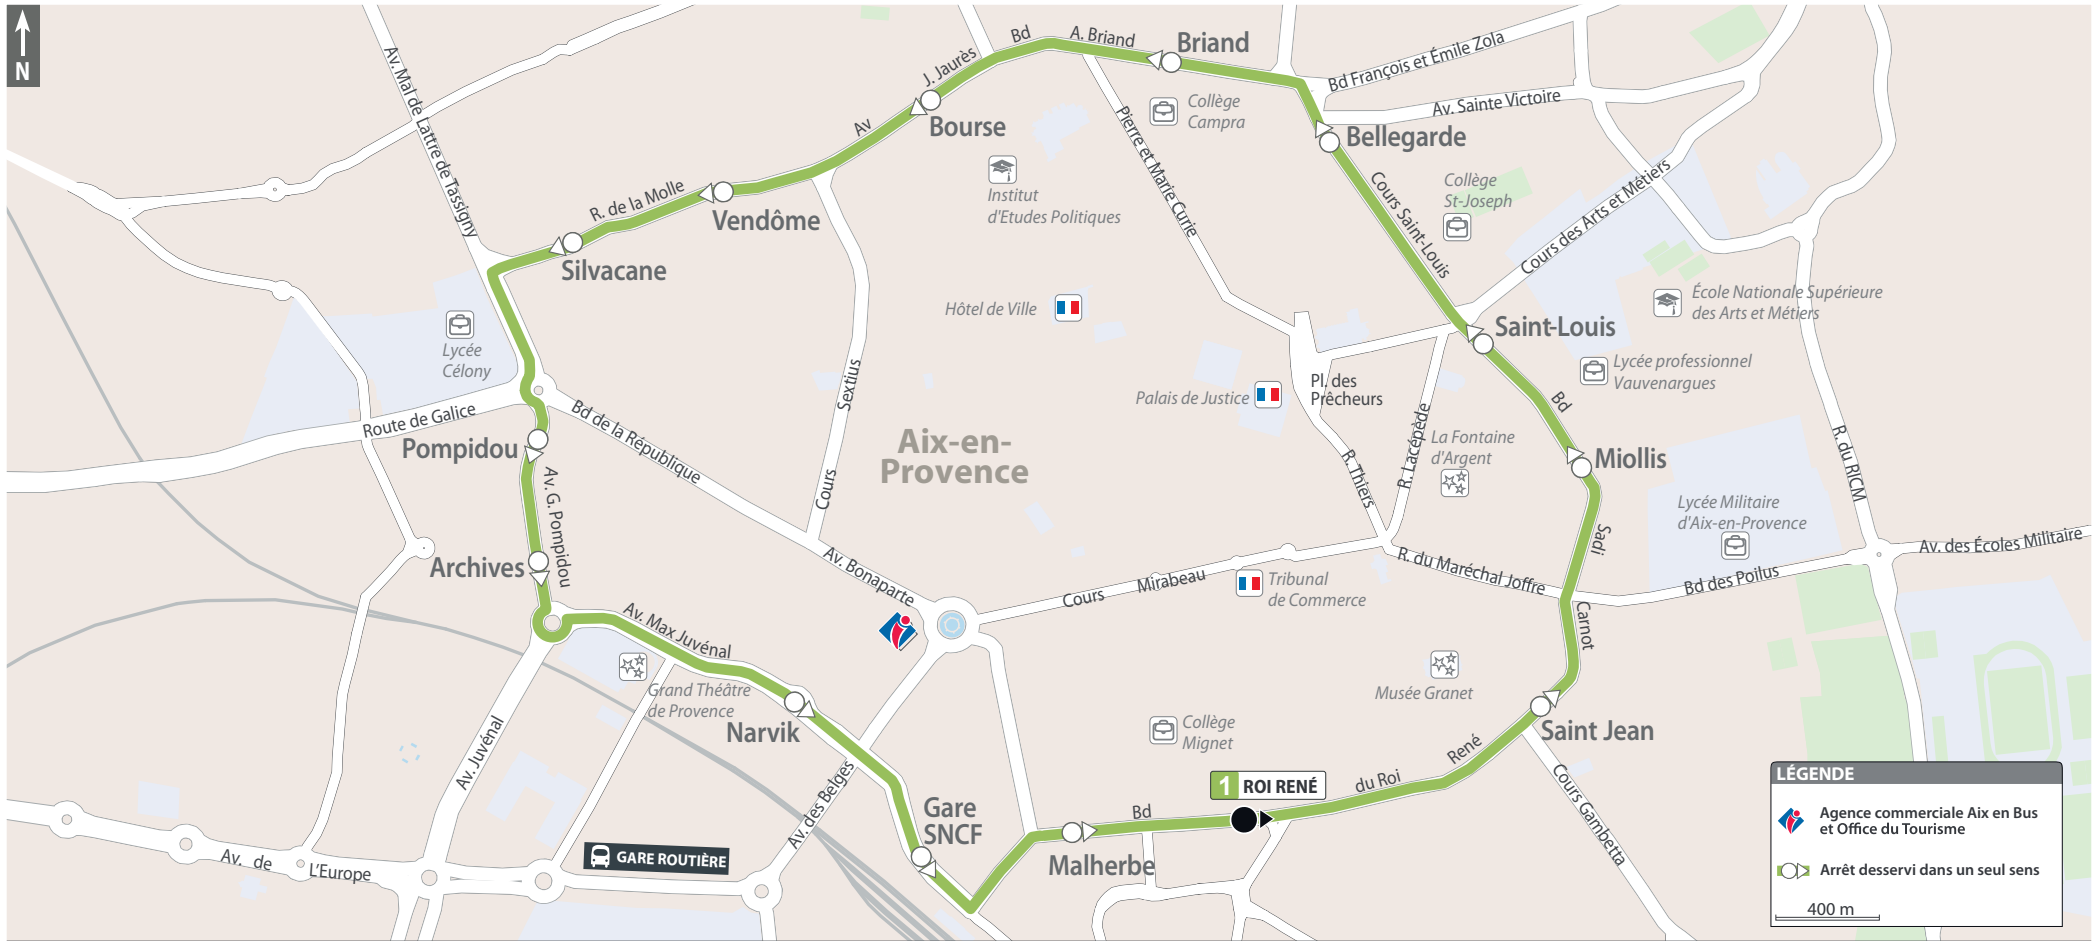 N
Av. Mal de Lattre de Tassigny
J. Jaurès
Bd
A. Briand
Briand
Bd François et Émile Zola
Av. Sainte Victoire
Collège
Campra
Bourse
Av
Bellegarde
Pierre et Marie Curie
Institut
d'Etudes Politiques
Collège
St-Joseph
Cours Saint-Louis
Cours des Arts et Métiers
R. de la Molle
Vendôme
Silvacane
École Nationale Supérieure
des Arts et Métiers
Hôtel de Ville
Saint-Louis
Lycée
Célony
Lycée professionnel
Vauvenargues
Sextius
Cours
Palais de Justice
Pl. des
Prêcheurs
Bd
Route de Galice
Bd de la République
R. Lacépède
La Fontaine
d'Argent
Pompidou
Aix-en-
Provence
R. Thiers
Miollis
R. du RICM
Av. G. Pompidou
Lycée Militaire
d'Aix-en-Provence
Sadi
Archives
Av. Bonaparte
Av. des Écoles Militaire
R. du Maréchal Joffre
Bd des Poilus
Cours
Mirabeau
Tribunal
de Commerce
Carnot
Av. Max Juvénal
Grand Théâtre
de Provence
Musée Granet
Narvik
Collège
Mignet
Saint Jean
René
du Roi
Av. Juvénal
Av. des Belges
1 ROI RENÉ
Bd
Gare
SNCF
Malherbe
Cours Gambetta
GARE ROUTIÈRE
Av. de L'Europe
LÉGENDE
Agence commerciale Aix en Bus
et Office du Tourisme
Arrêt desservi dans un seul sens
400 m